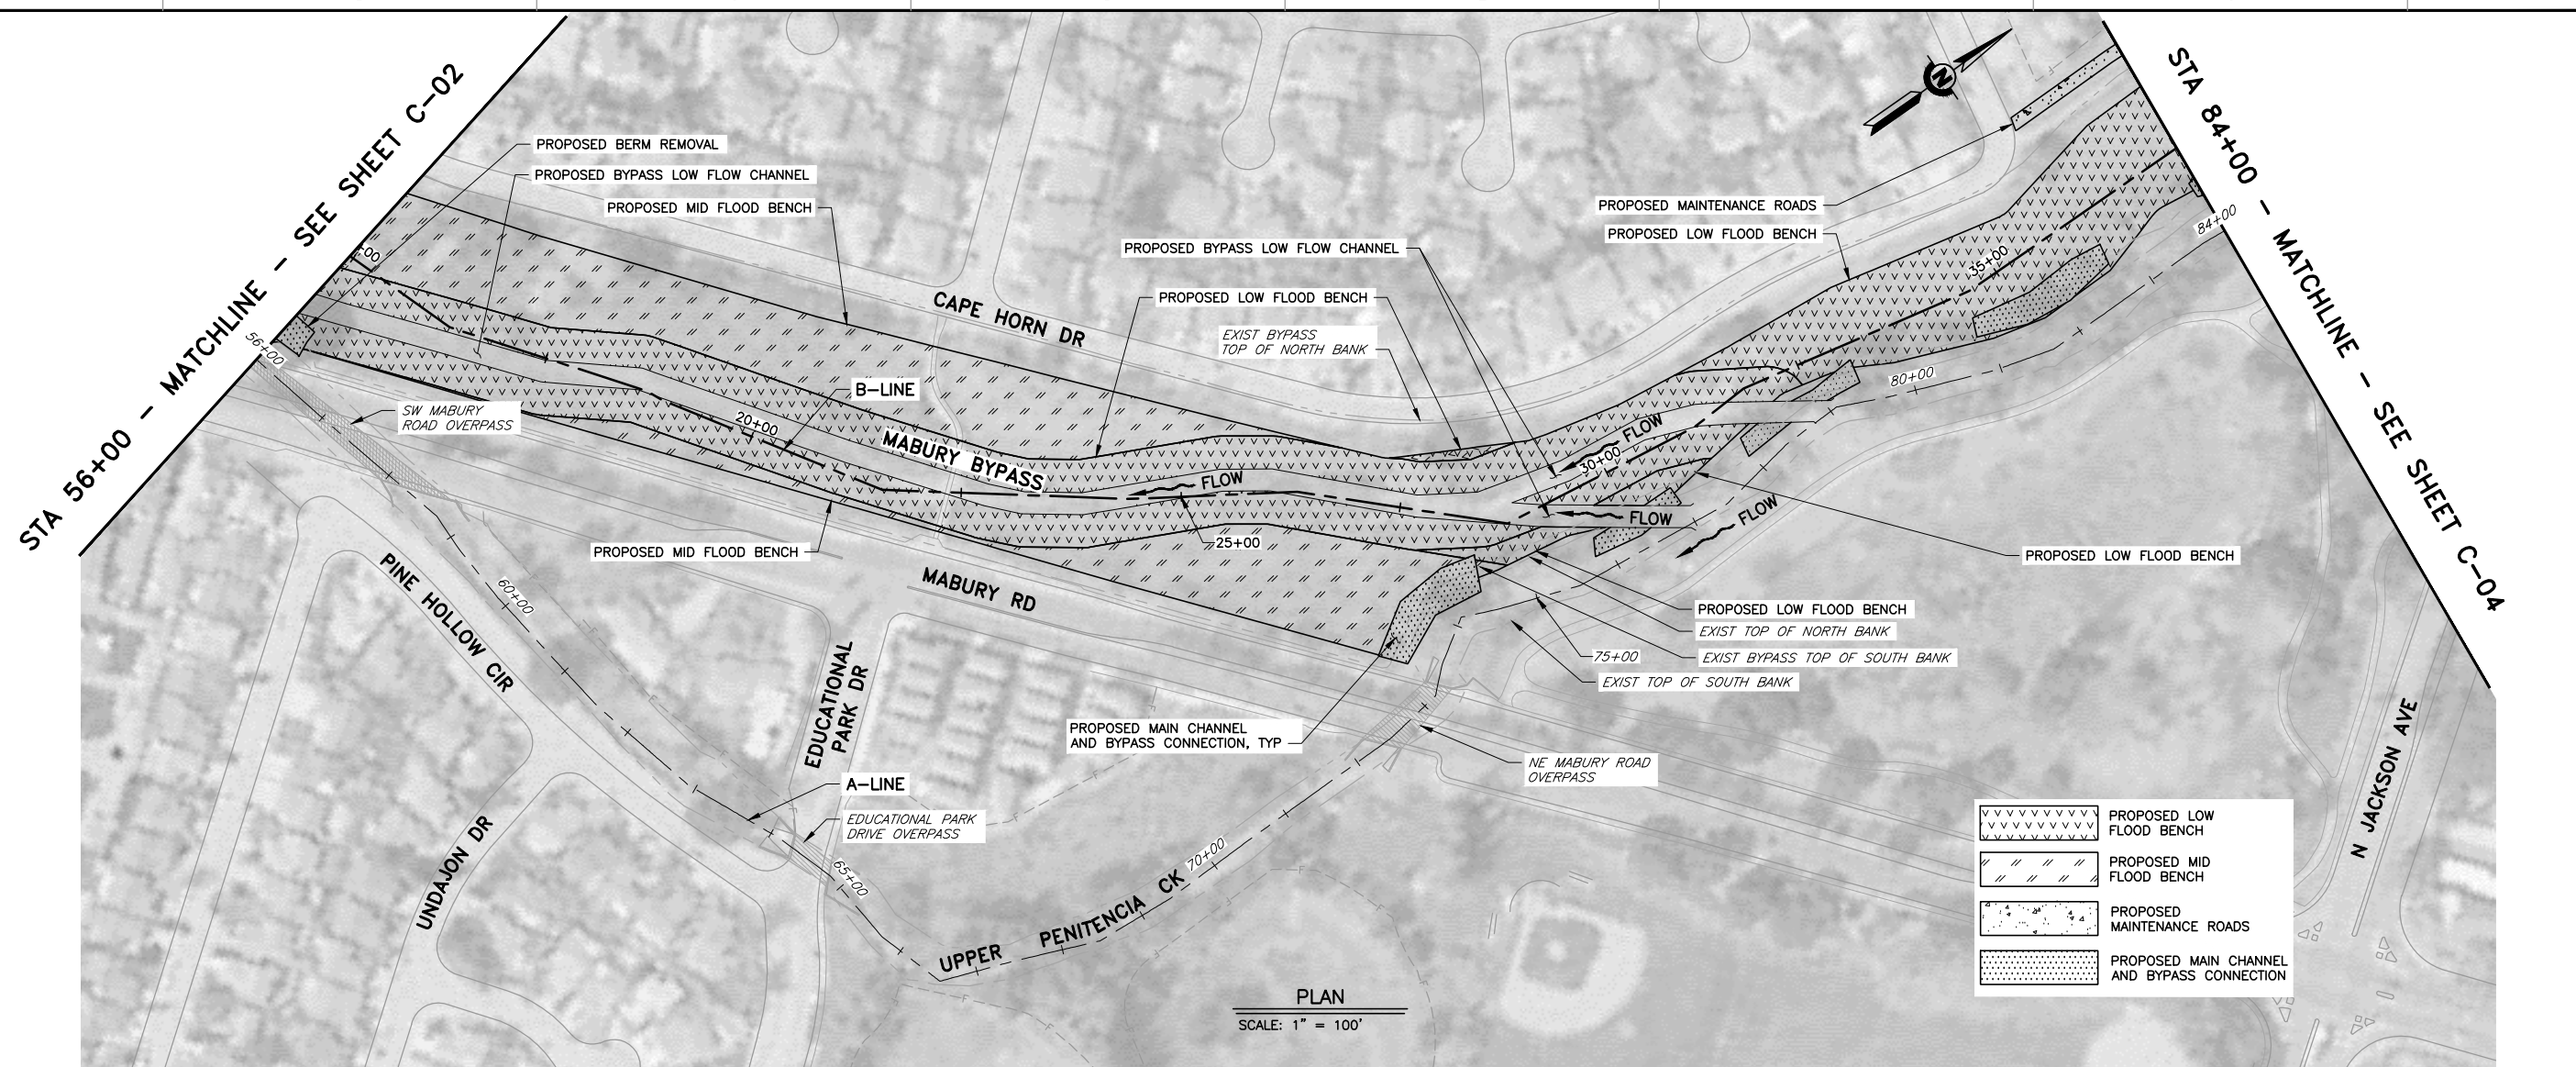 STA 56+00 - MATCHLINE - SEE SHEET C-02
STA 84+00 - MATCHLINE - SEE SHEET C-04
N
PROPOSED BERM REMOVAL
PROPOSED BYPASS LOW FLOW CHANNEL
PROPOSED MID FLOOD BENCH
PROPOSED MAINTENANCE ROADS
PROPOSED LOW FLOOD BENCH
PROPOSED BYPASS LOW FLOW CHANNEL
PROPOSED LOW FLOOD BENCH
EXIST BYPASS
TOP OF NORTH BANK
CAPE HORN DR
+00
56+00
84+00
35+00
80+00
B-LINE
SW MABURY
ROAD OVERPASS
20+00
MABURY BYPASS
FLOW
FLOW
30+00
FLOW
FLOW
25+00
PROPOSED MID FLOOD BENCH
PROPOSED LOW FLOOD BENCH
MABURY RD
60+00
PINE HOLLOW CIR
PROPOSED LOW FLOOD BENCH
EXIST TOP OF NORTH BANK
75+00
EXIST BYPASS TOP OF SOUTH BANK
EXIST TOP OF SOUTH BANK
EDUCATIONAL
PARK DR
PROPOSED MAIN CHANNEL
AND BYPASS CONNECTION, TYP
NE MABURY ROAD
OVERPASS
A-LINE
EDUCATIONAL PARK
DRIVE OVERPASS
UNDAJON DR
65+00
70+00
UPPER PENITENCIA CK
N JACKSON AVE
PROPOSED LOW
FLOOD BENCH
PROPOSED MID
FLOOD BENCH
PROPOSED
MAINTENANCE ROADS
PROPOSED MAIN CHANNEL
AND BYPASS CONNECTION
PLAN
SCALE: 1" = 100'